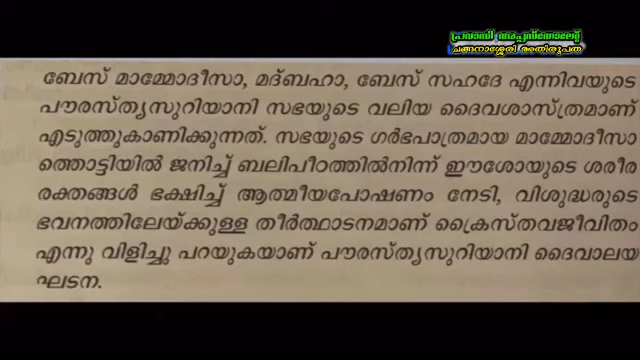 പ്രവാസി അപ്പസ്തോലേറ്റ്
ചങ്ങനാശ്ശേരി അതിരൂപത
ബേസ് മാമ്മോദീസാ, മദ്ബഹാ, ബേസ് സഹദേ എന്നിവയുടെ
പൗരസ്ത്യസുറിയാനി സഭയുടെ വലിയ ദൈവശാസ്ത്രമാണ്
എടുത്തുകാണിക്കുന്നത്. സഭയുടെ ഗർഭപാത്രമായ മാമ്മോദീസാ
ത്തൊട്ടിയിൽ ജനിച്ച് ബലിപീഠത്തിൽനിന്ന് ഈശോയുടെ ശരീര
രക്തങ്ങൾ ഭക്ഷിച്ച് ആത്മീയപോഷണം നേടി, വിശുദ്ധരുടെ
ഭവനത്തിലേയ്ക്കുള്ള തീർത്ഥാടനമാണ് ക്രൈസ്തവജീവിതം
എന്നു വിളിച്ചു പറയുകയാണ് പൗരസ്ത്യസുറിയാനി ദൈവാലയ
ഘടന.